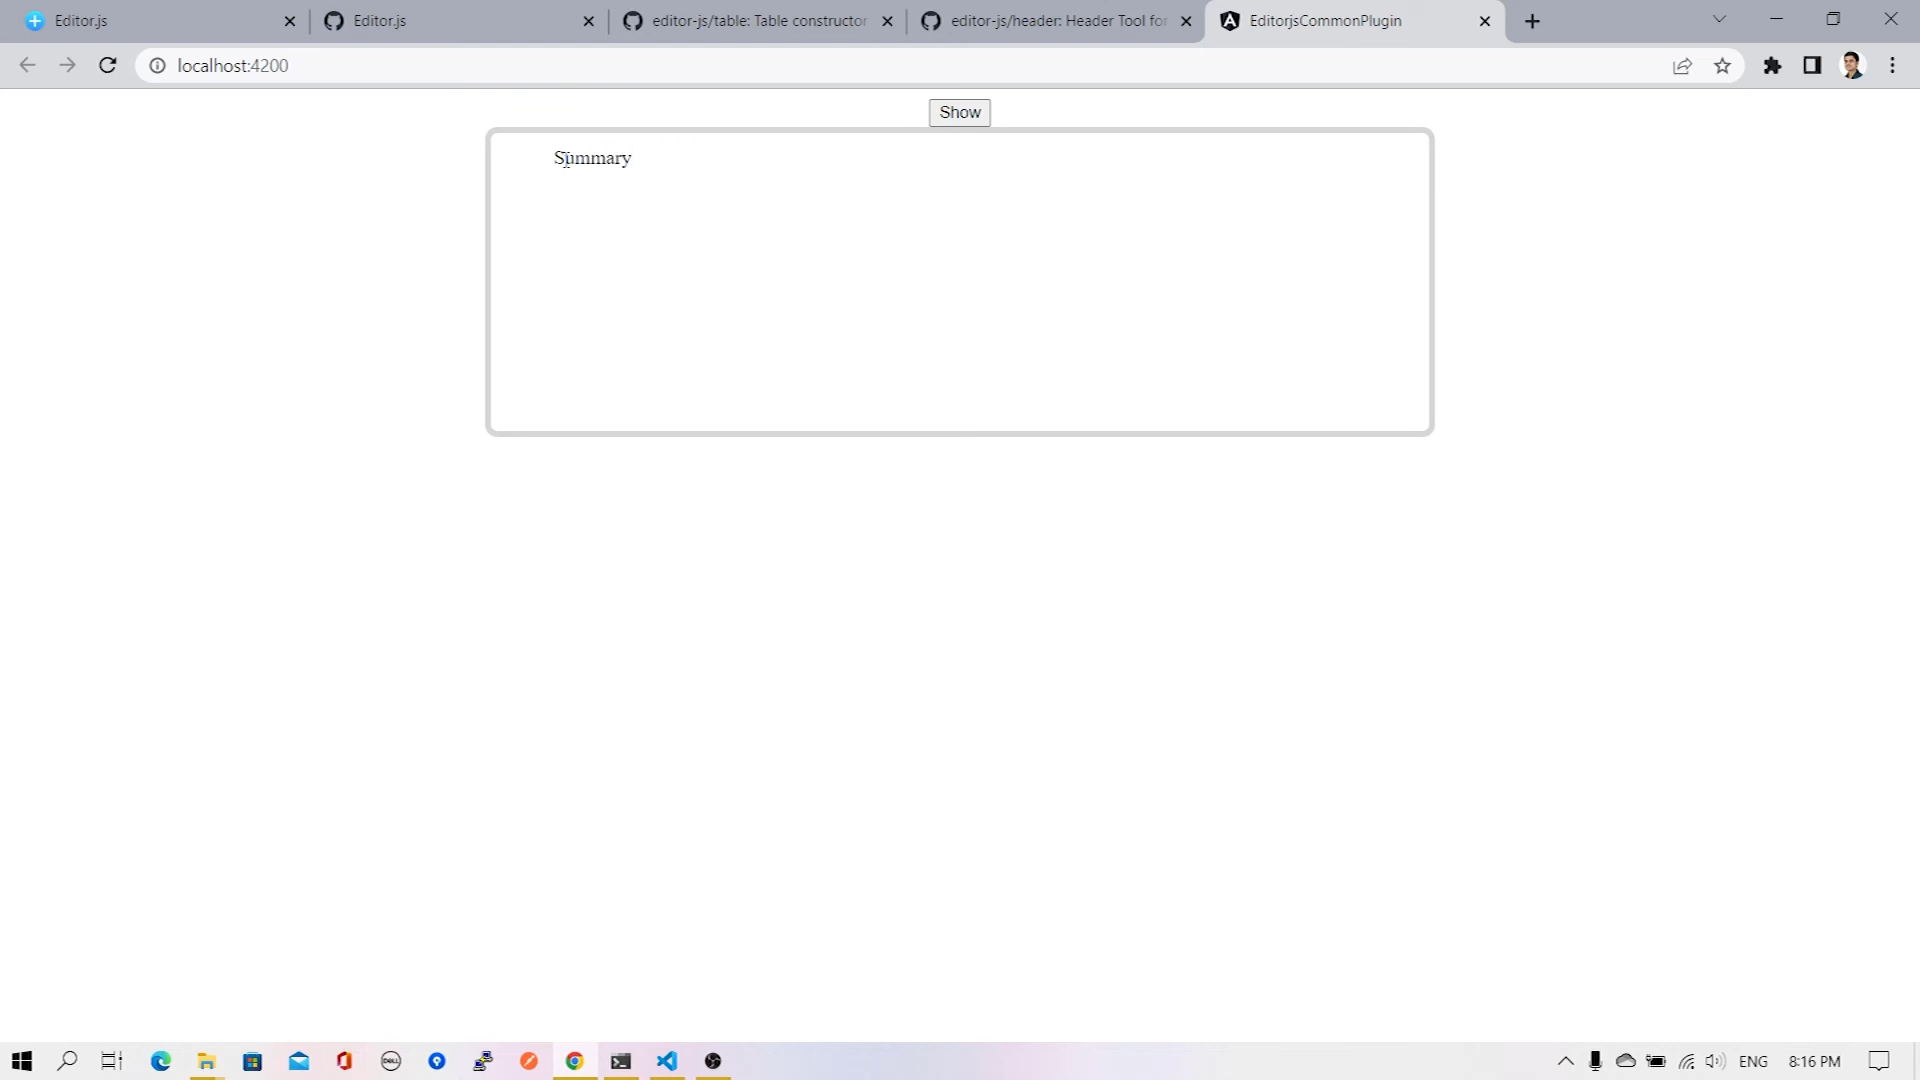 Editor.js
Editor.js
editor-js/table: Table constructor
editor-js/header: Header Tool for
EditorjsCommonPlugin
localhost:4200
Show
Summary
DELL
ENG
8:16 PM